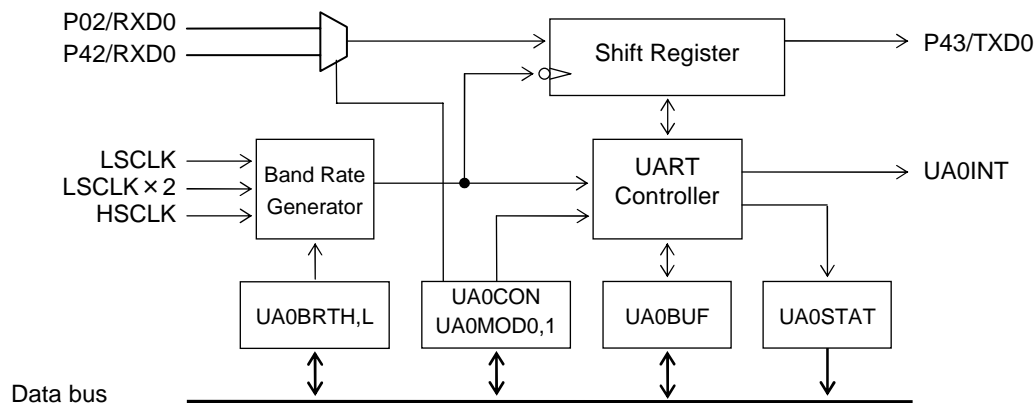 P02/RXD0
P42/RXD0
Shift Register
P43/TXD0
LSCLK
LSCLK×2
HSCLK
Band Rate
Generator
UART
Controller
UA0INT
UA0BRTH,L
UA0CON
UA0MOD0,1
UA0BUF
UA0STAT
Data bus